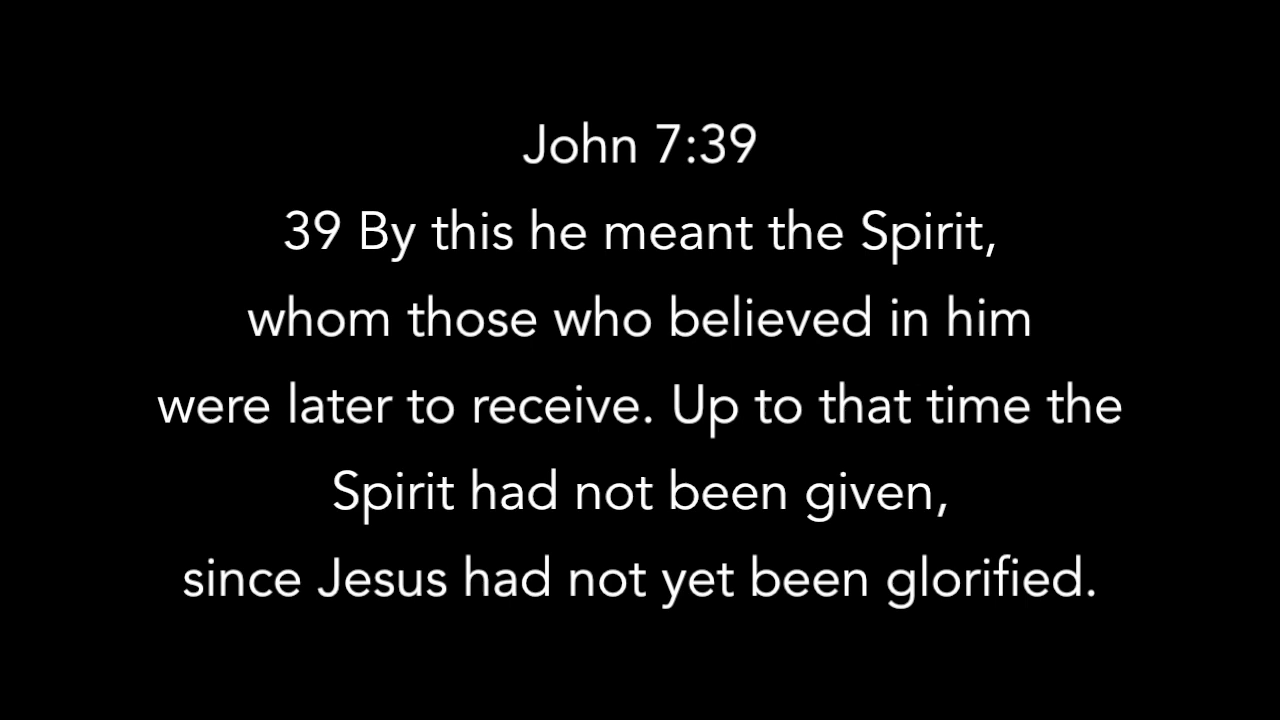 John 7:39
39 By this he meant the Spirit,
whom those who believed in him
were later to receive. Up to that time the
Spirit had not been given,
since Jesus had not yet been glorified.